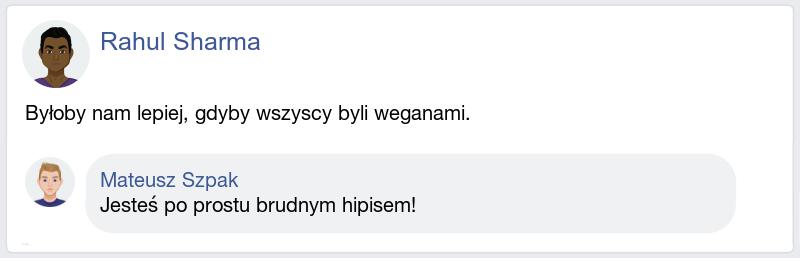 Rahul Sharma
Byłoby nam lepiej, gdyby wszyscy byli weganami.
Mateusz Szpak
Jesteś po prostu brudnym hipisem!